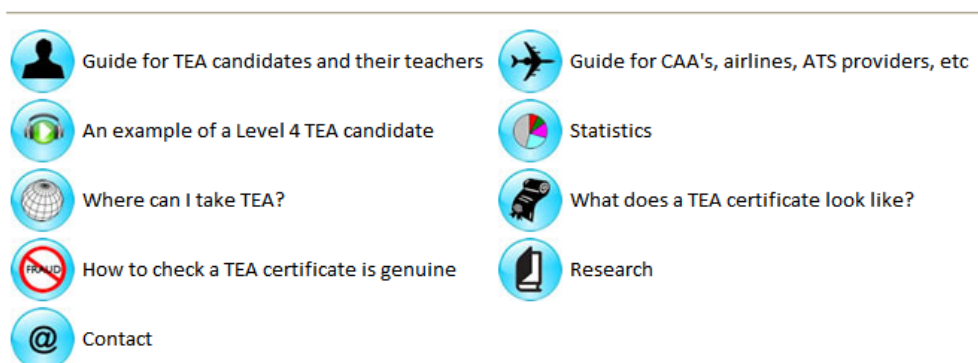 Guide for TEA candidates and their teachers
Guide for CAA's, airlines, ATS providers, etc
An example of a Level 4 TEA candidate
Statistics
Where can I take TEA?
What does a TEA certificate look like?
FRAUD
How to check a TEA certificate is genuine
Research
@
Contact